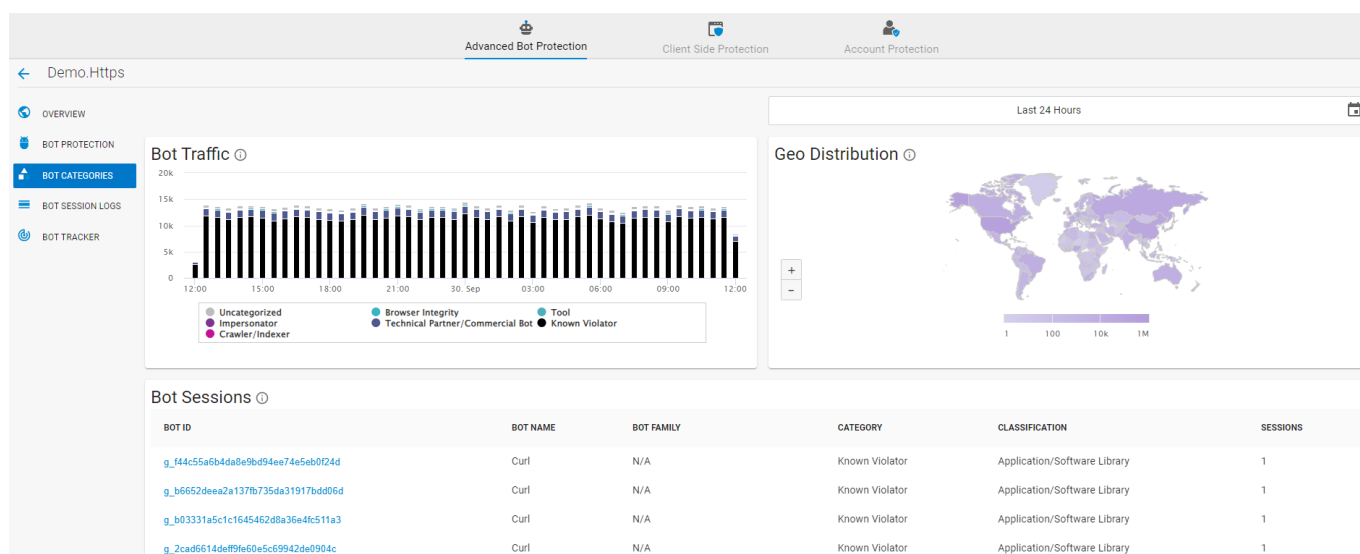 Advanced Bot Protection
Client Side Protection
Account Protection
Demo.Https
OVERVIEW
BOT PROTECTION
BOT CATEGORIES
BOT SESSION LOGS
BOT TRACKER
Last 24 Hours
Bot Traffic
20k
15k
10k
5k
0
12:00 15:00 18:00 21:00 30. Sep 03:00 06:00 09:00 12:00
Uncategorized Browser Integrity Tool
Impersonator Technical Partner/Commercial Bot Known Violator
Crawler/Indexer
Geo Distribution
+
−
1 100 10k 1M
Bot Sessions
BOT ID BOT NAME BOT FAMILY CATEGORY CLASSIFICATION SESSIONS
g_f44c55a6b4da8e9bd94ee74e5eb0f24d Curl N/A Known Violator Application/Software Library 1
g_b6652deea2a137fb735da31917bdd06d Curl N/A Known Violator Application/Software Library 1
g_b03331a5c1c1645462d8a36e4fc511a3 Curl N/A Known Violator Application/Software Library 1
g_2cad6614deff9fe60e5c69942de0904c Curl N/A Known Violator Application/Software Library 1